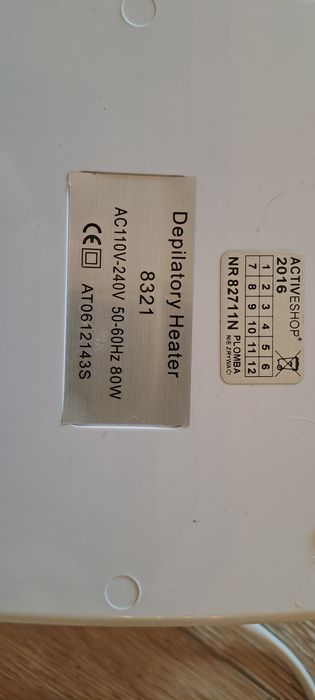 Depilatory Heater
8321
AC110V-240V 50-60Hz 80W
CE AT0612143S
ACTIVESHOP®
2016
1 2 3 4 5 6
7 8 9 10 11 12
NR 82711N PLOMBA
NIE ZRYWAĆ!